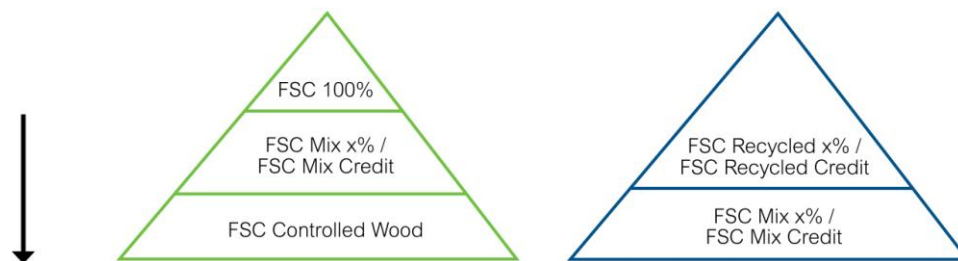 FSC 100%
FSC Mix x% /
FSC Mix Credit
FSC Controlled Wood
FSC Recycled x% /
FSC Recycled Credit
FSC Mix x% /
FSC Mix Credit